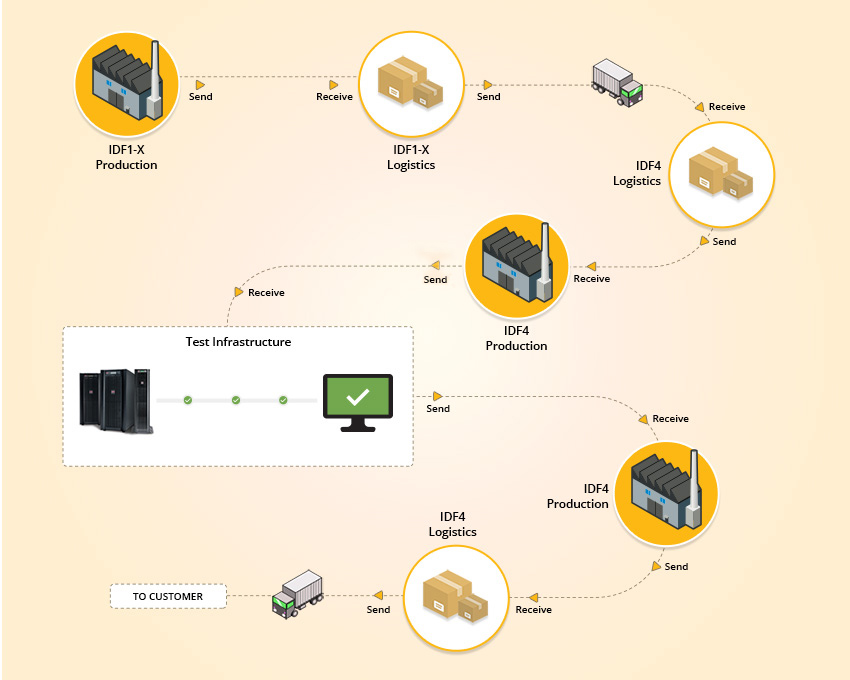 Send
Receive
IDF1-X
Production
IDF1-X
Logistics
Send
Receive
IDF4
Logistics
Send
Receive
IDF4
Production
Send
Receive
Test Infrastructure
Send
Receive
IDF4
Production
Send
Receive
IDF4
Logistics
Send
TO CUSTOMER